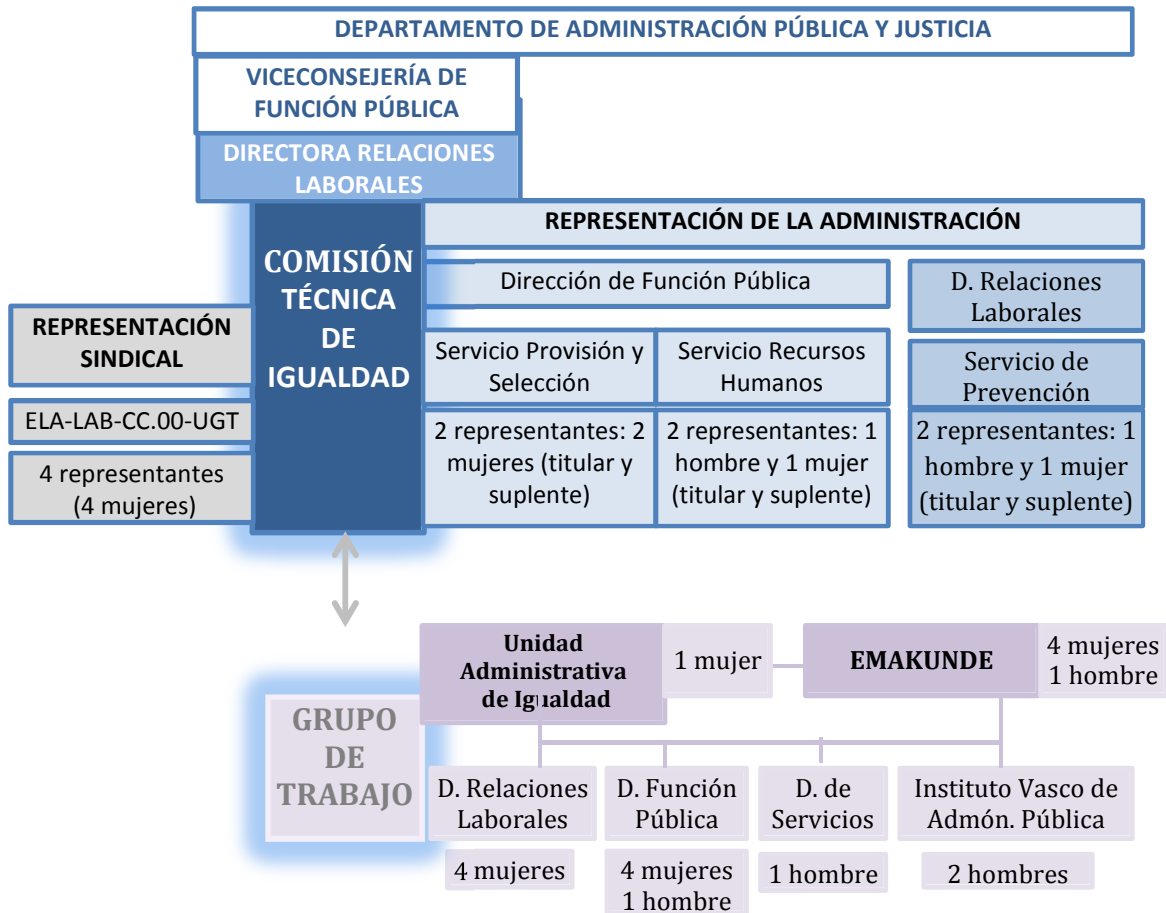 DEPARTAMENTO DE ADMINISTRACIÓN PÚBLICA Y JUSTICIA
VICECONSEJERÍA DE
FUNCIÓN PÚBLICA
DIRECTORA RELACIONES
LABORALES
COMISIÓN
TÉCNICA
DE
IGUALDAD
REPRESENTACIÓN DE LA ADMINISTRACIÓN
Dirección de Función Pública
D. Relaciones
Laborales
REPRESENTACIÓN
SINDICAL
ELA-LAB-CC.00-UGT
4 representantes
(4 mujeres)
Servicio Provisión y
Selección
Servicio Recursos
Humanos
Servicio de
Prevención
2 representantes: 2
mujeres (titular y
suplente)
2 representantes: 1
hombre y 1 mujer
(titular y suplente)
2 representantes: 1
hombre y 1 mujer
(titular y suplente)
GRUPO
DE
TRABAJO
Unidad
Administrativa
de Igualdad
1 mujer
EMAKUNDE
4 mujeres
1 hombre
D. Relaciones
Laborales
D. Función
Pública
D. de
Servicios
Instituto Vasco de
Admón. Pública
4 mujeres
4 mujeres
1 hombre
1 hombre
2 hombres